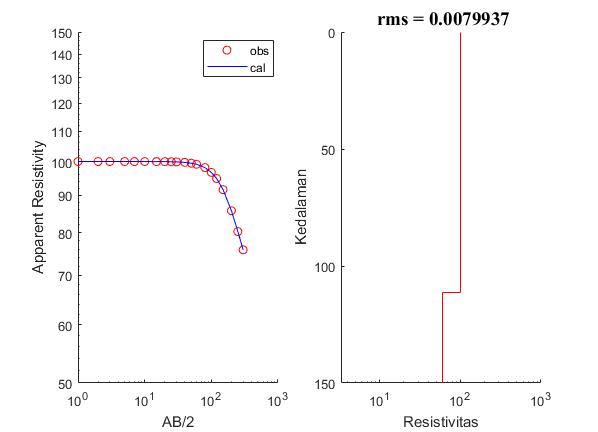 rms = 0.0079937
obs
cal
150
140
130
120
110
100
90
80
70
60
50
Apparent Resistivity
10^0 10^1 10^2 10^3
AB/2
0
50
100
150
Kedalaman
10^1 10^2 10^3
Resistivitas